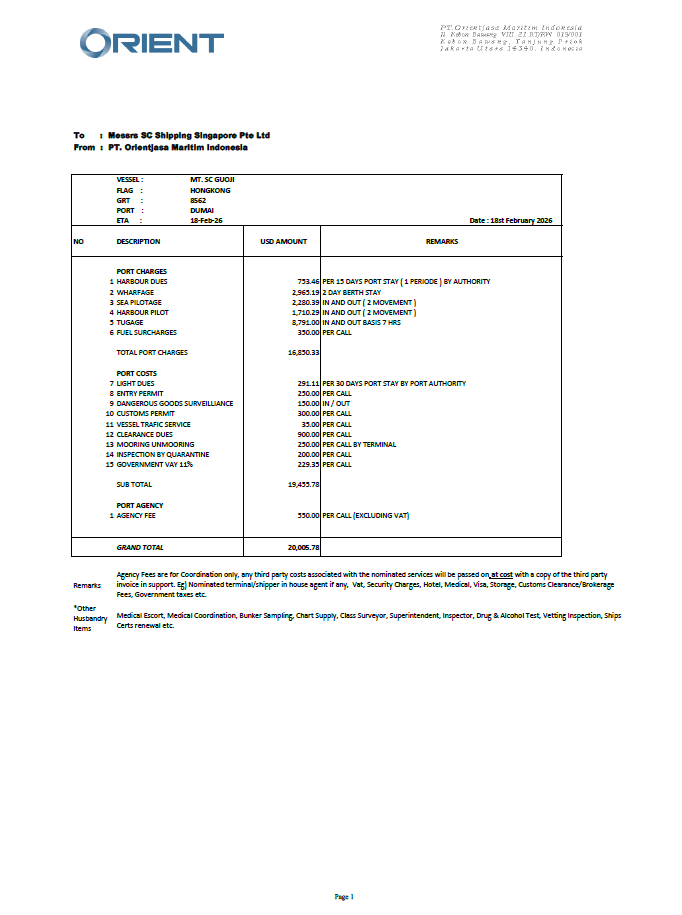 ORIENT
PT. Orientjasa Maritim Indonesia
Jl. Kebon Bawang VIII. 21 RT/RW. 019/001
Kebon Bawang, Tanjung Priok
Jakarta Utara 14340. Indonesia
To : Messrs SC Shipping Singapore Pte Ltd
From : PT. Orientjasa Maritim Indonesia
VESSEL : MT. SC GUOJI
FLAG : HONGKONG
GRT : 8562
PORT : DUMAI
ETA : 18-Feb-26 Date : 18st February 2026
NO DESCRIPTION USD AMOUNT REMARKS
PORT CHARGES
1 HARBOUR DUES 753.46 PER 15 DAYS PORT STAY ( 1 PERIODE ) BY AUTHORITY
2 WHARFAGE 2,965.19 2 DAY BERTH STAY
3 SEA PILOTAGE 2,280.39 IN AND OUT ( 2 MOVEMENT )
4 HARBOUR PILOT 1,710.29 IN AND OUT ( 2 MOVEMENT )
5 TUGAGE 8,791.00 IN AND OUT BASIS 7 HRS
6 FUEL SURCHARGES 350.00 PER CALL
TOTAL PORT CHARGES 16,850.33
PORT COSTS
7 LIGHT DUES 291.11 PER 30 DAYS PORT STAY BY PORT AUTHORITY
8 ENTRY PERMIT 250.00 PER CALL
9 DANGEROUS GOODS SURVEILLIANCE 150.00 IN / OUT
10 CUSTOMS PERMIT 300.00 PER CALL
11 VESSEL TRAFIC SERVICE 35.00 PER CALL
12 CLEARANCE DUES 900.00 PER CALL
13 MOORING UNMOORING 250.00 PER CALL BY TERMINAL
14 INSPECTION BY QUARANTINE 200.00 PER CALL
15 GOVERNMENT VAY 11% 229.35 PER CALL
SUB TOTAL 19,455.78
PORT AGENCY
1 AGENCY FEE 550.00 PER CALL (EXCLUDING VAT)
GRAND TOTAL 20,005.78
Remarks Agency Fees are for Coordination only, any third party costs associated with the nominated services will be passed on at cost with a copy of the third party
invoice in support. Eg) Nominated terminal/shipper in house agent if any, Vat, Security Charges, Hotel, Medical, Visa, Storage, Customs Clearance/Brokerage
Fees, Government taxes etc.
*Other
Husbandry
Items
Medical Escort, Medical Coordination, Bunker Sampling, Chart Supply, Class Surveyor, Superintendent, Inspector, Drug & Alcohol Test, Vetting Inspection, Ships
Certs renewal etc.
Page 1